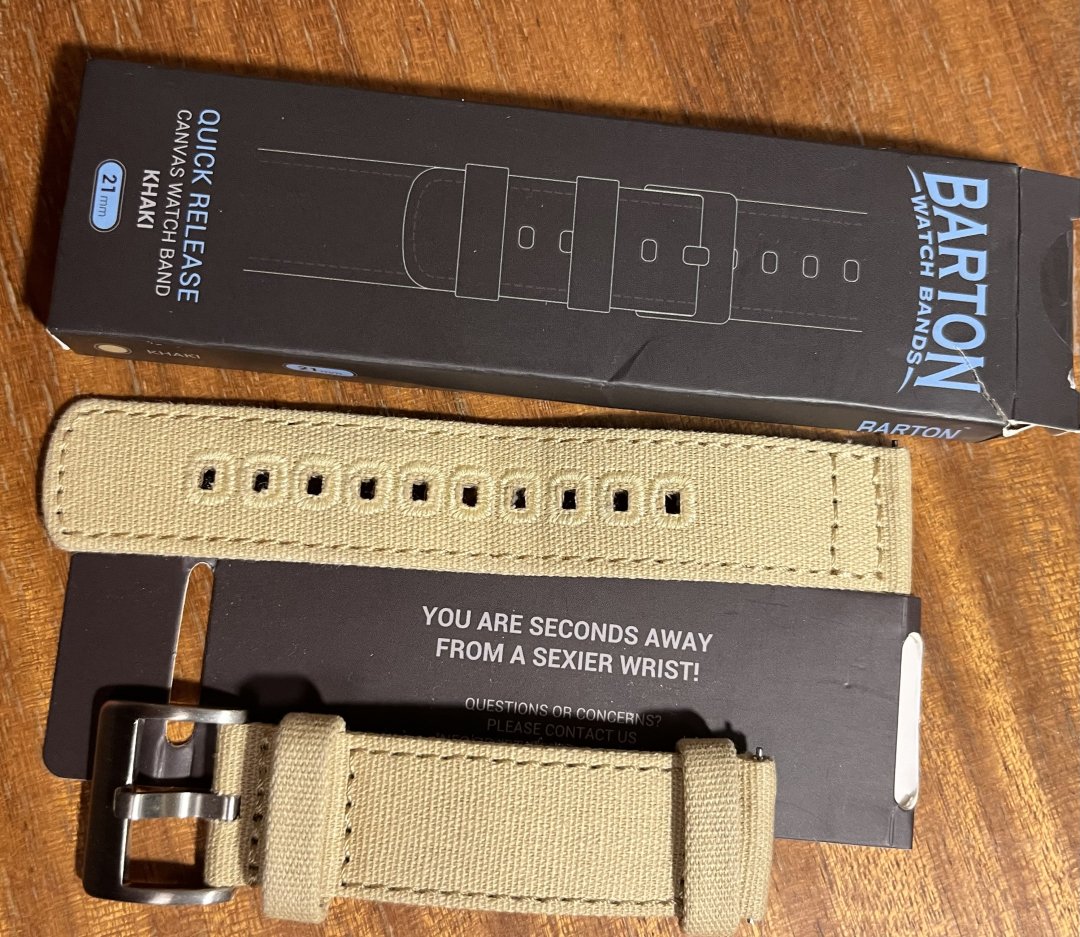 BARTON
WATCH BANDS
QUICK RELEASE
CANVAS WATCH BAND
KHAKI
21mm
KHAKI
21mm
BARTON
YOU ARE SECONDS AWAY
FROM A SEXIER WRIST!
QUESTIONS OR CONCERNS?
PLEASE CONTACT US